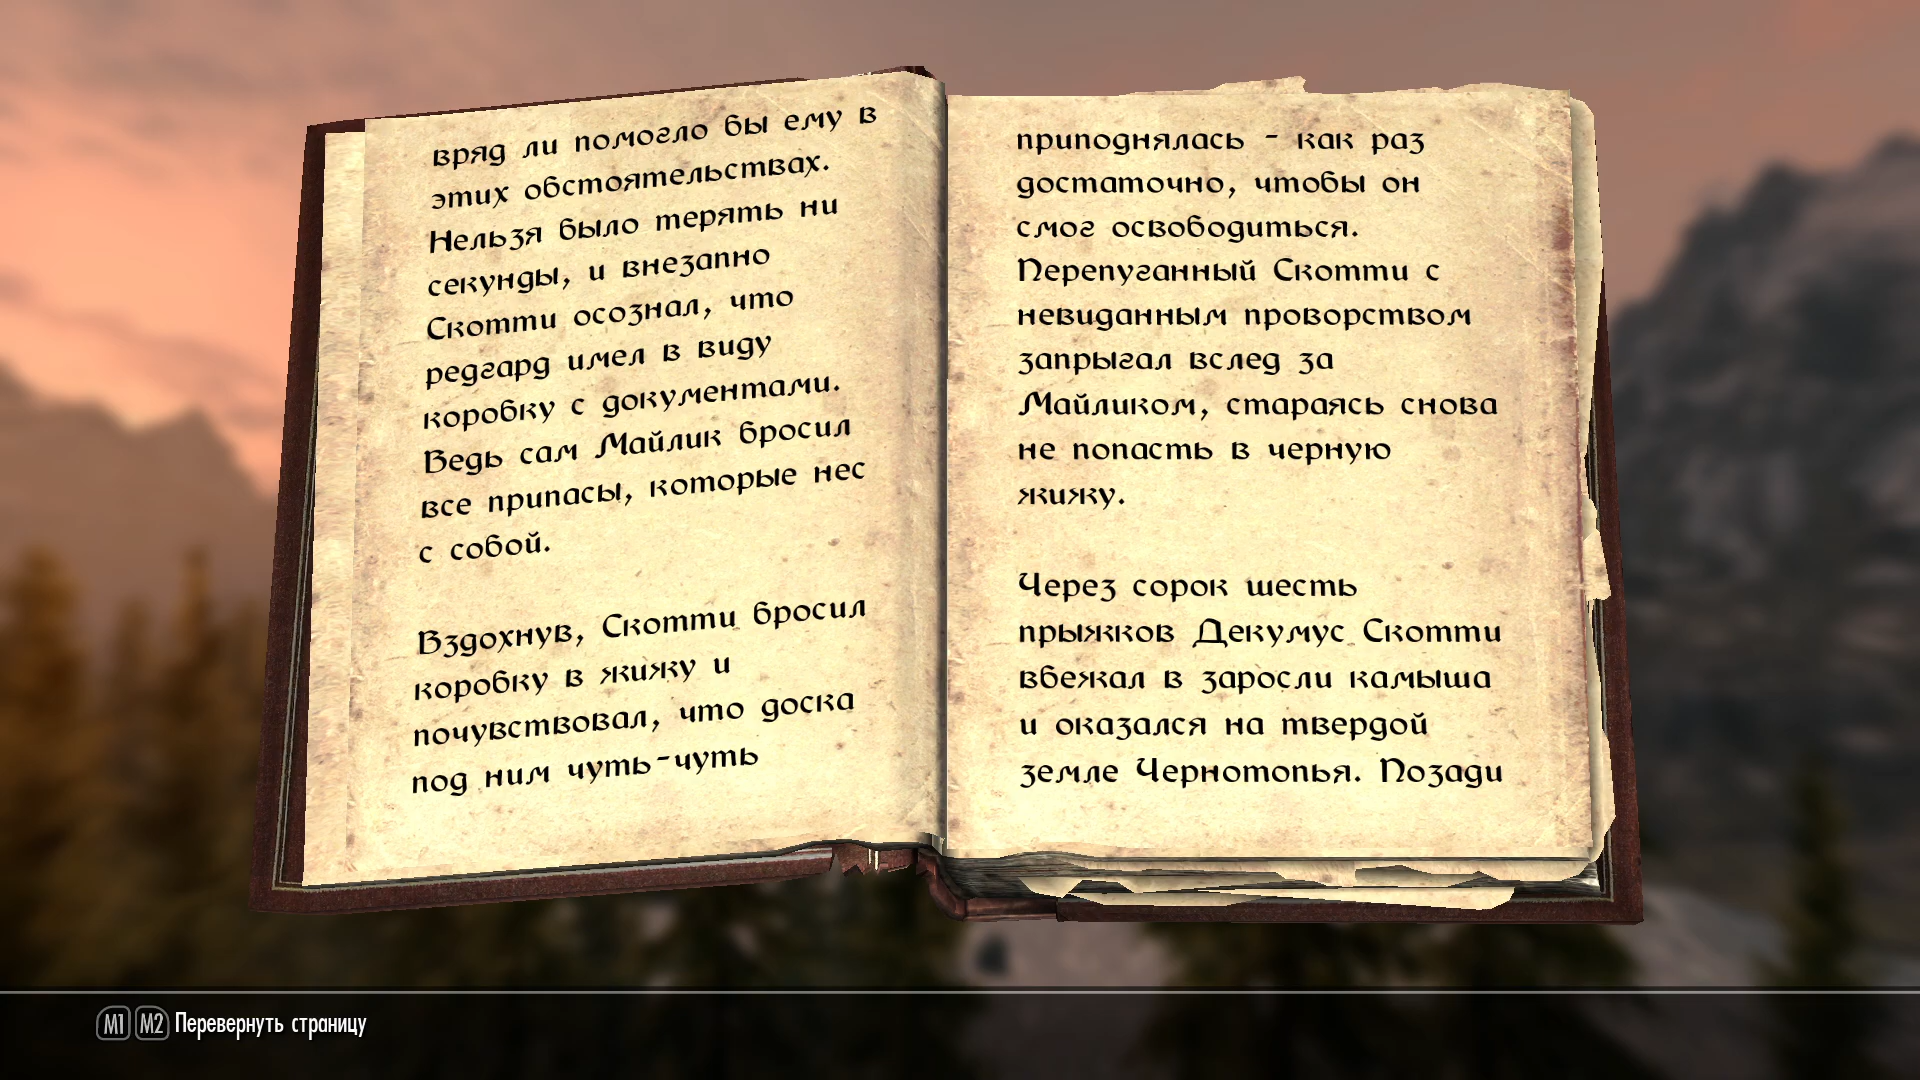 вряд ли помогло бы ему в
этих обстоятельствах.
Нельзя было терять ни
секунды, и внезапно
Скотти осознал, что
редгард имел в виду
коробку с документами.
Ведь сам Майлик бросил
все припасы, которые нес
с собой.
Вздохнув, Скотти бросил
коробку в жижу и
почувствовал, что доска
под ним чуть-чуть
приподнялась - как раз
достаточно, чтобы он
смог освободиться.
Перепуганный Скотти с
невиданным проворством
запрыгал вслед за
Майликом, стараясь снова
не попасть в черную
жижу.
Через сорок шесть
прыжков Декумус Скотти
вбежал в заросли камыша
и оказался на твердой
земле Чернотопья. Позади
M1 M2 Перевернуть страницу